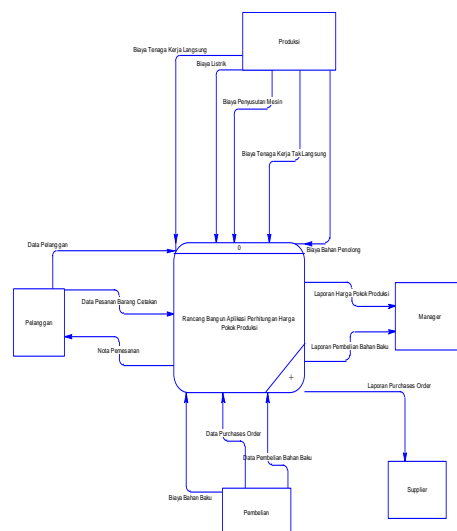 Produksi
Biaya Tenaga Kerja Langsung
Biaya Listrik
Biaya Penyusutan Mesin
Biaya Tenaga Kerja Tak Langsung
Data Pelanggan
0
Biaya Bahan Penolong
Laporan Harga Pokok Produksi
Data Pesanan Barang Cetakan
Manager
Rancang Bangun Aplikasi Perhitungan Harga
Pokok Produksi
Pelanggan
Laporan Pembelian Bahan Baku
Nota Pemesanan
+
Laporan Purchases Order
Data Purchases Order
Data Pembelian Bahan Baku
Supplier
Biaya Bahan Baku
Pembelian